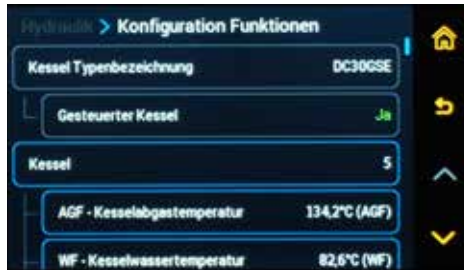 Hydraulik > Konfiguration Funktionen
Kessel Typenbezeichnung DC30GSE
Gesteuerter Kessel Ja
Kessel 5
AGF - Kesselabgastemperatur 134,2°C (AGF)
WF - Kesselwassertemperatur 82,6°C (WF)